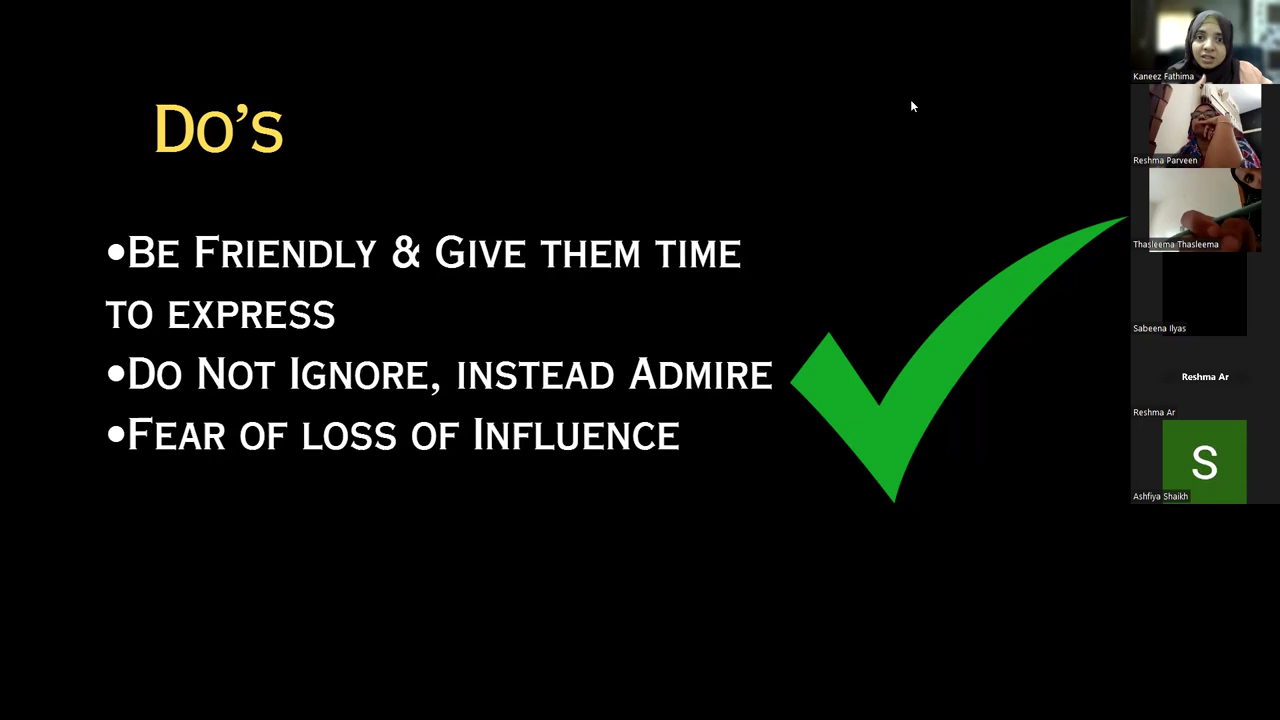 Do's
•Be Friendly & Give them time
to express
•Do Not Ignore, instead Admire
•Fear of loss of Influence
Kaneez Fathima
Reshma Parveen
Thasleema Thasleema
Sabeena Ilyas
Reshma Ar
Reshma Ar
S
Ashfiya Shaikh